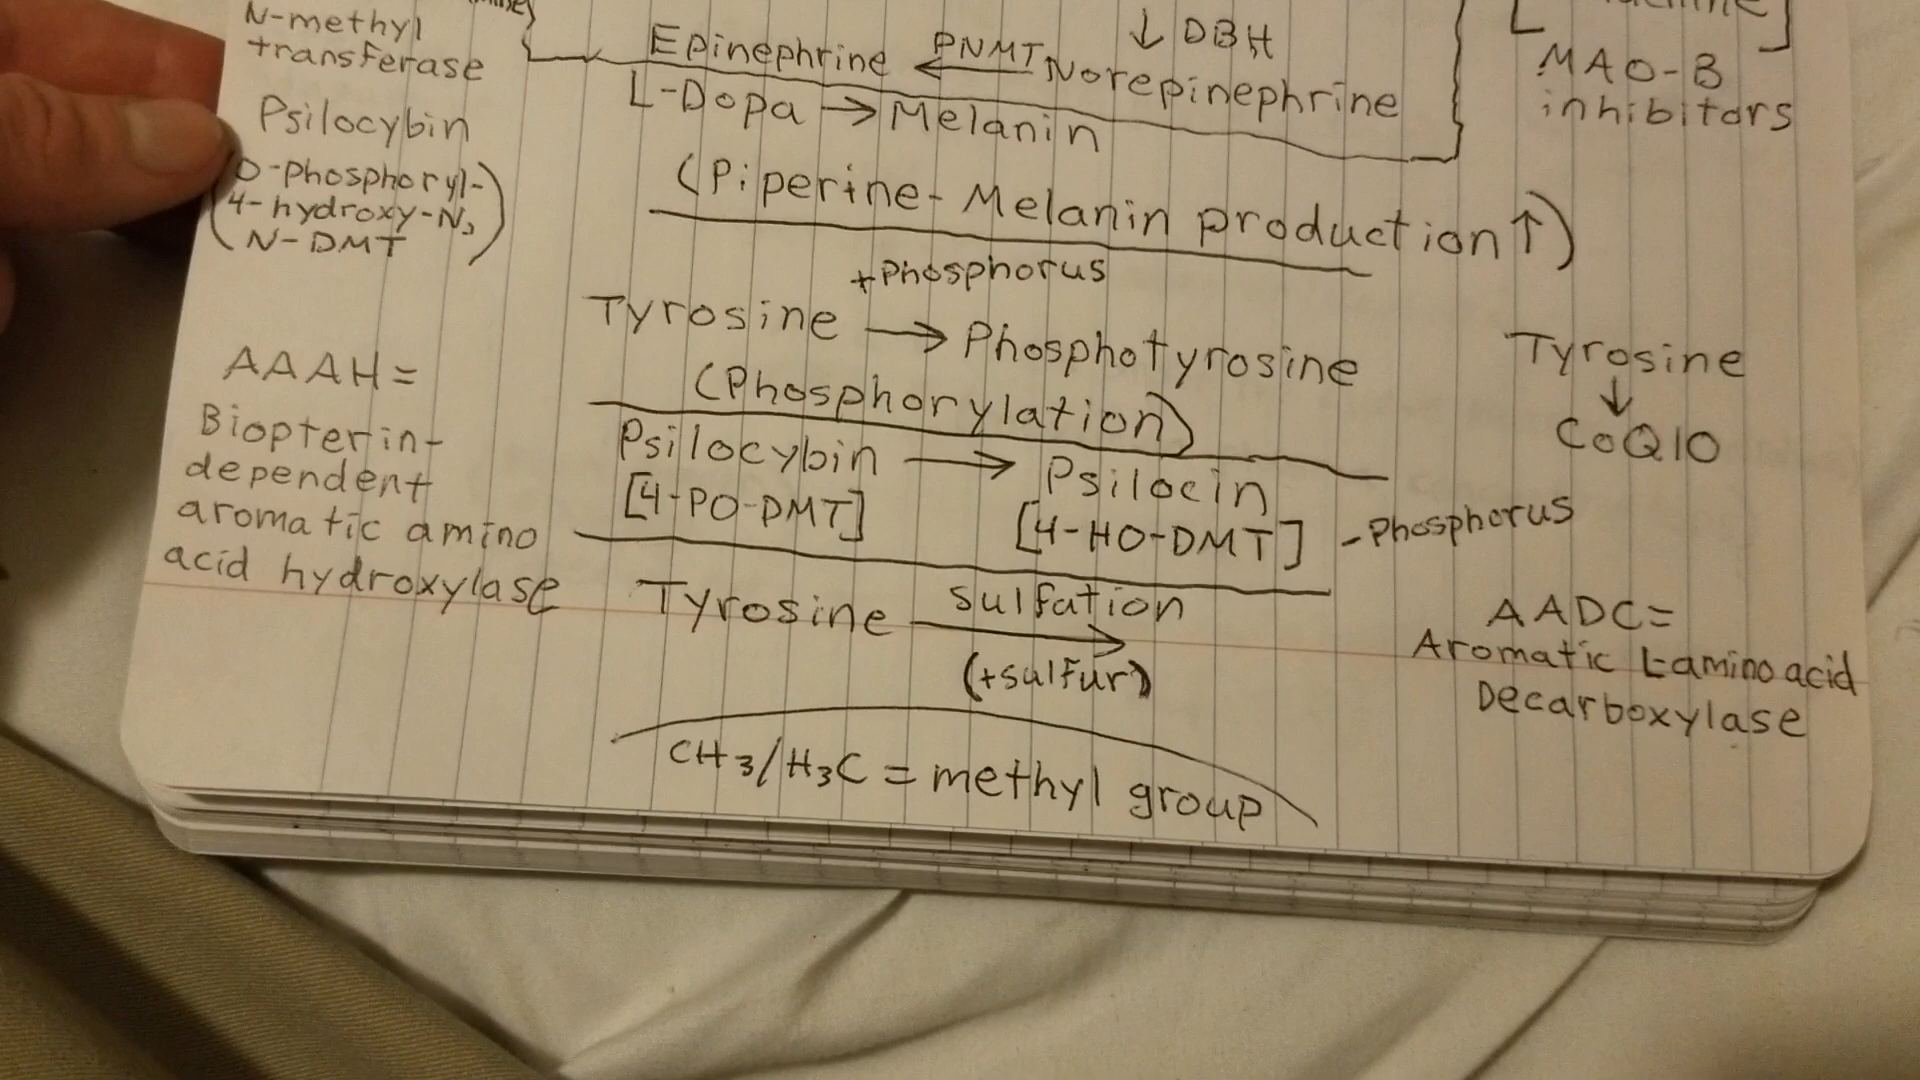 N-methyl
transferase
Psilocybin
(O-phosphoryl-
4-hydroxy-N,
N-DMT)
AAAH=
Biopterin-
dependent
aromatic amino
acid hydroxylase
↓ DBH
Epinephrine ←PNMT Norepinephrine
L-Dopa → Melanin
(Piperine-Melanin production↑)
+Phosphorus
Tyrosine → Phosphotyrosine
(Phosphorylation)
Psilocybin → Psilocin
[4-PO-DMT] [4-HO-DMT] -Phosphorus
Tyrosine sulfation →
(+sulfur)
CH3/H3C = methyl group
MAO-B
inhibitors
Tyrosine
↓
CoQ10
AADC=
Aromatic L-amino acid
Decarboxylase